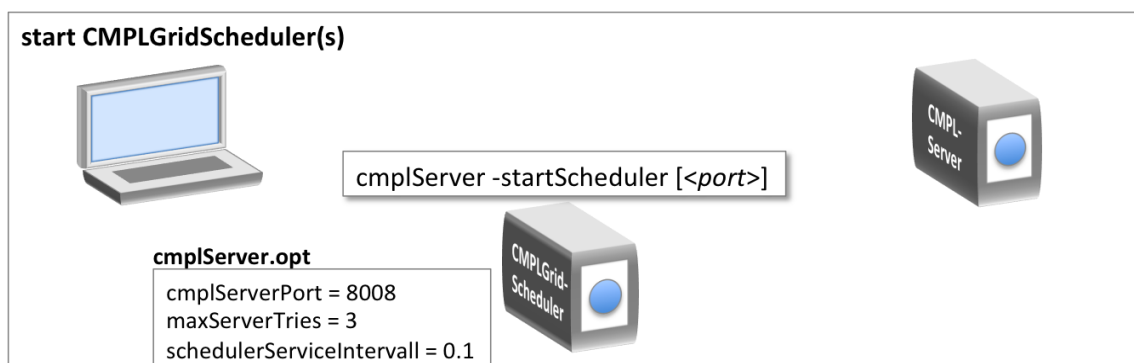 start CMPLGridScheduler(s)
CMPL-
Server
cmplServer -startScheduler [<port>]
CMPLGrid-
Scheduler
cmplServer.opt
cmplServerPort = 8008
maxServerTries = 3
schedulerServiceIntervall = 0.1